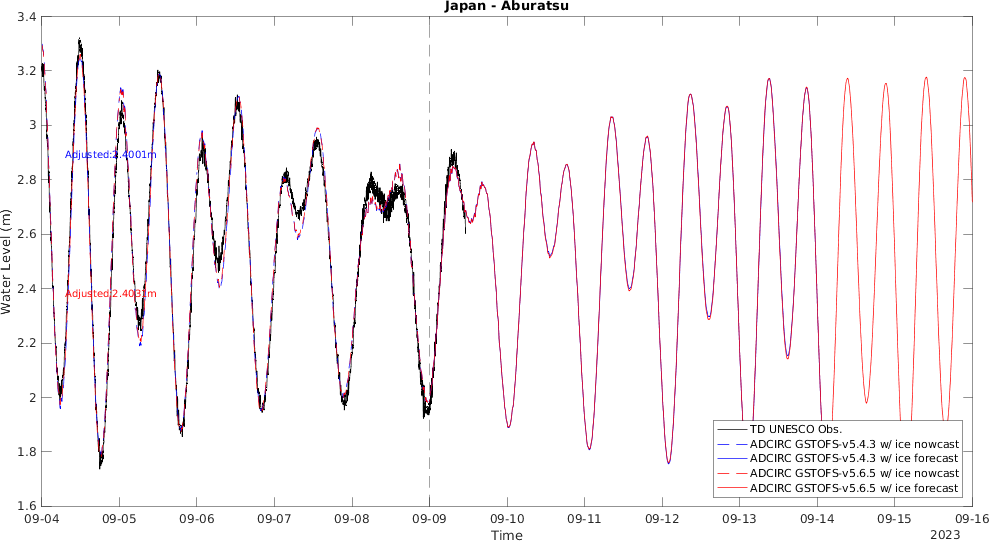 Japan - Aburatsu
3.4
3.2
3
2.8
2.6
2.4
2.2
2
1.8
1.6
Water Level (m)
Adjusted:2.4001m
Adjusted:2.4031m
TD UNESCO Obs.
ADCIRC GSTOFS-v5.4.3 w/ ice nowcast
ADCIRC GSTOFS-v5.4.3 w/ ice forecast
ADCIRC GSTOFS-v5.6.5 w/ ice nowcast
ADCIRC GSTOFS-v5.6.5 w/ ice forecast
09-04 09-05 09-06 09-07 09-08 09-09 09-10 09-11 09-12 09-13 09-14 09-15 09-16
Time
2023